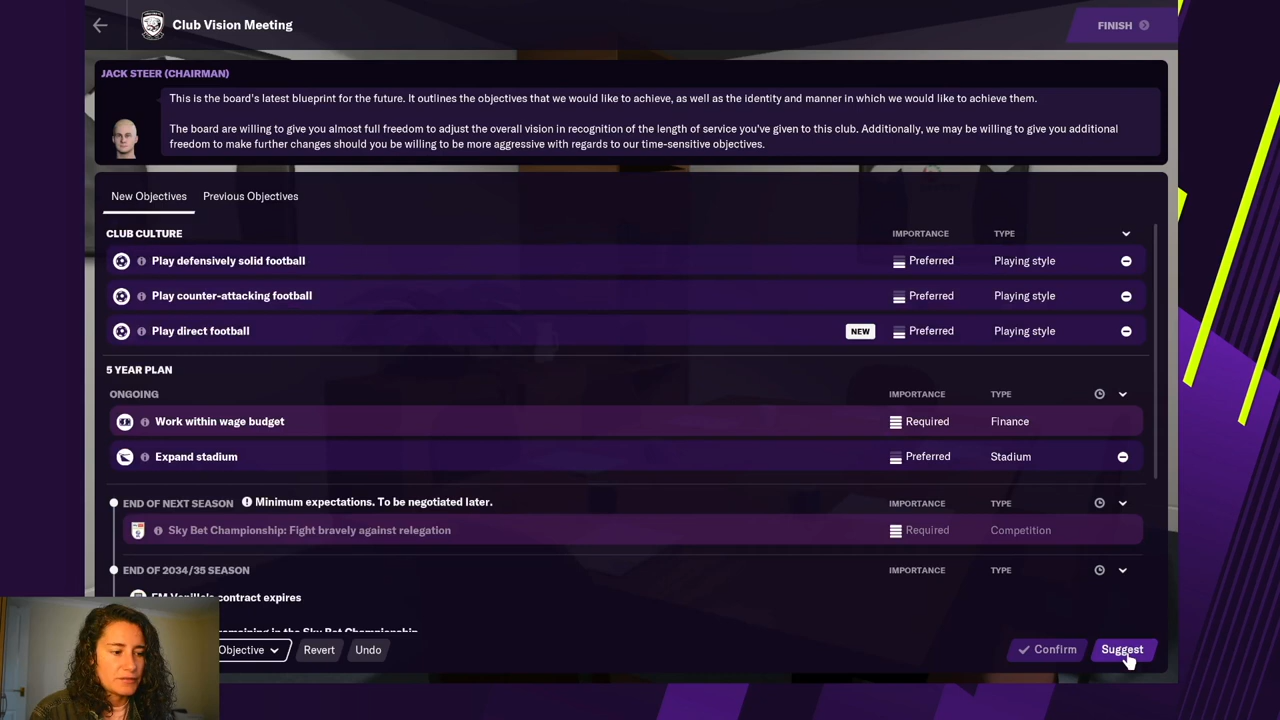 Club Vision Meeting
FINISH
JACK STEER (CHAIRMAN)
This is the board's latest blueprint for the future. It outlines the objectives that we would like to achieve, as well as the identity and manner in which we would like to achieve them.
The board are willing to give you almost full freedom to adjust the overall vision in recognition of the length of service you've given to this club. Additionally, we may be willing to give you additional
freedom to make further changes should you be willing to be more aggressive with regards to our time-sensitive objectives.
New Objectives Previous Objectives
CLUB CULTURE IMPORTANCE TYPE
Play defensively solid football Preferred Playing style
Play counter-attacking football Preferred Playing style
Play direct football NEW Preferred Playing style
5 YEAR PLAN
ONGOING IMPORTANCE TYPE
Work within wage budget Required Finance
Expand stadium Preferred Stadium
END OF NEXT SEASON Minimum expectations. To be negotiated later. IMPORTANCE TYPE
Sky Bet Championship: Fight bravely against relegation Required Competition
END OF 2034/35 SEASON IMPORTANCE TYPE
contract expires
remaining in the Sky Bet Championship
Objective Revert Undo Confirm Suggest